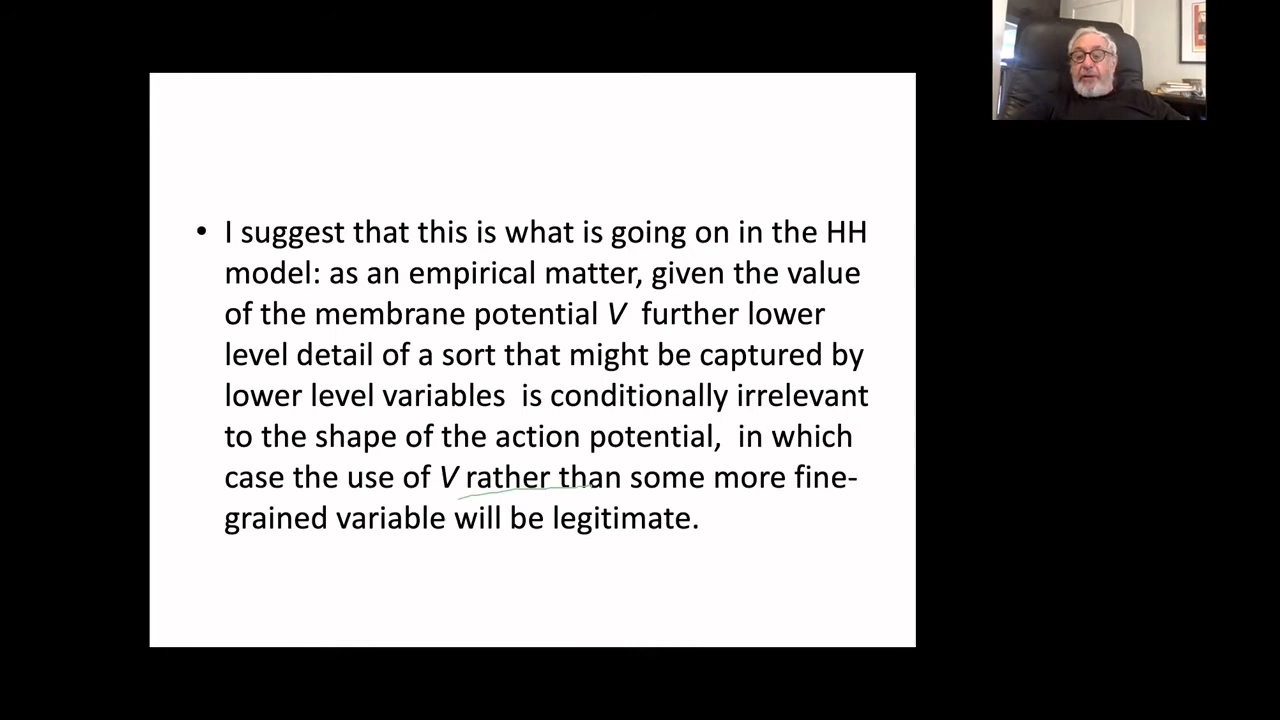 • I suggest that this is what is going on in the HH
model: as an empirical matter, given the value
of the membrane potential V further lower
level detail of a sort that might be captured by
lower level variables is conditionally irrelevant
to the shape of the action potential, in which
case the use of V rather than some more fine-
grained variable will be legitimate.